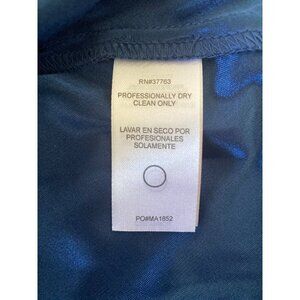 RN#37763
PROFESSIONALLY DRY
CLEAN ONLY
LAVAR EN SECO POR
PROFESIONALES
SOLAMENTE
PO#MA1852